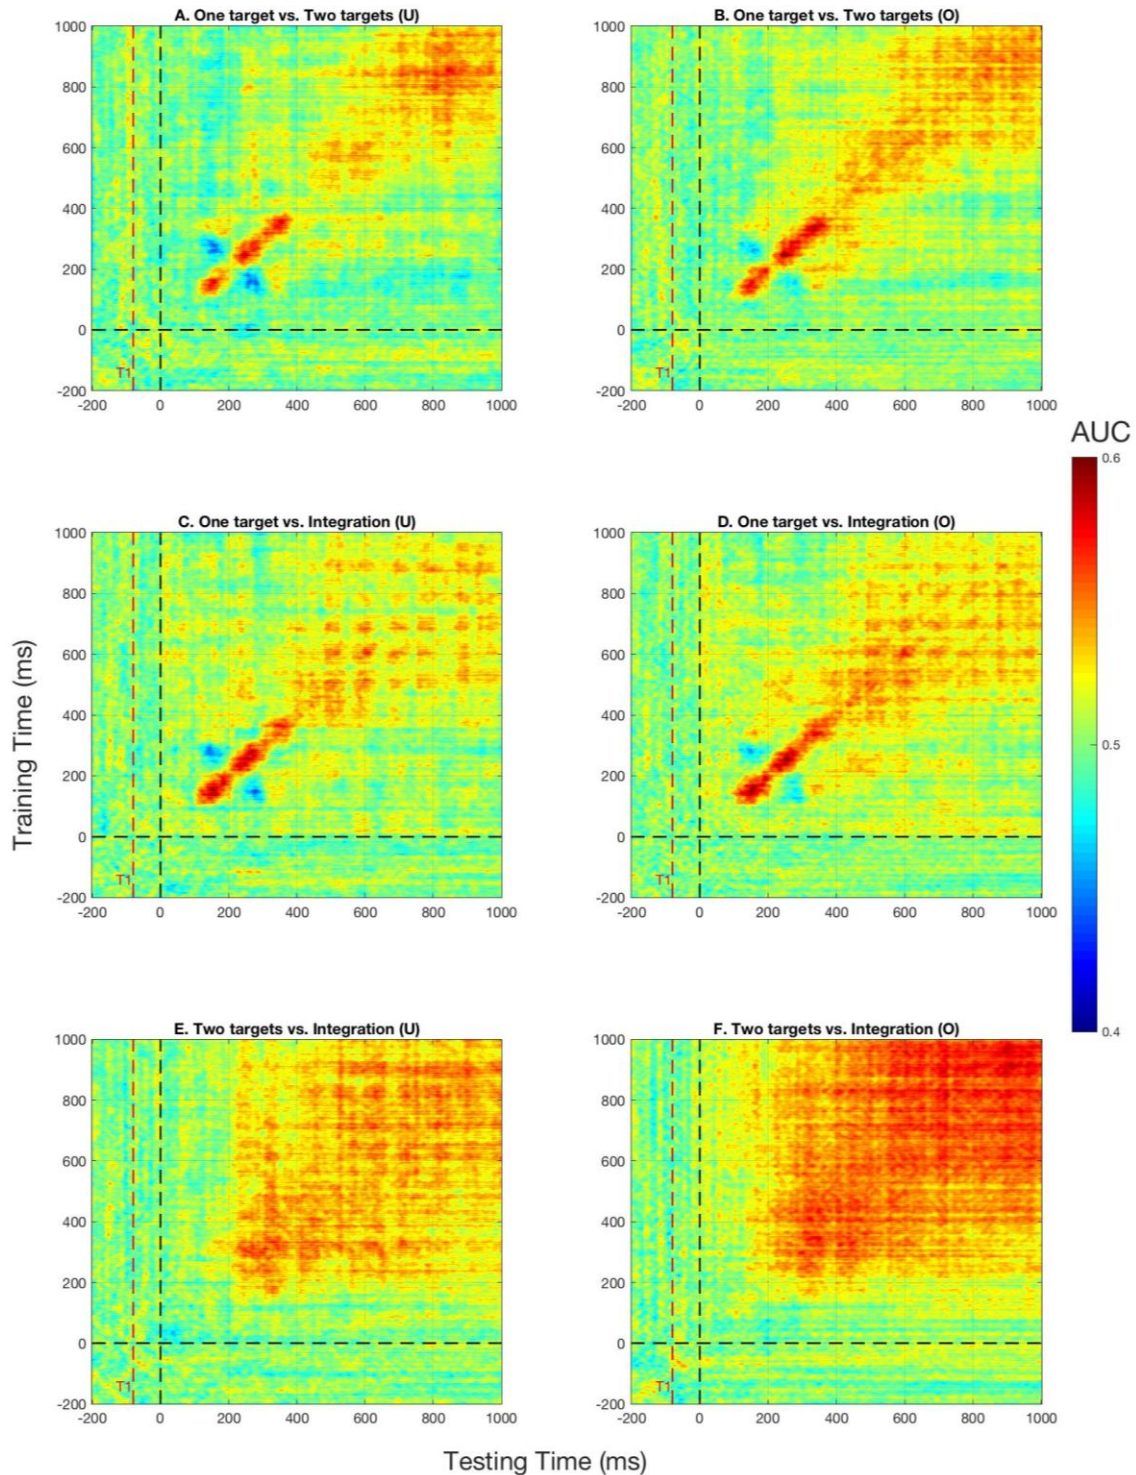 A. One target vs. Two targets (U)
1000
800
600
400
200
0
-200
T1
-200 0 200 400 600 800 1000
B. One target vs. Two targets (O)
1000
800
600
400
200
0
-200
T1
-200 0 200 400 600 800 1000
AUC
0.6
0.5
0.4
Training Time (ms)
C. One target vs. Integration (U)
1000
800
600
400
200
0
-200
T1
-200 0 200 400 600 800 1000
D. One target vs. Integration (O)
1000
800
600
400
200
0
-200
T1
-200 0 200 400 600 800 1000
E. Two targets vs. Integration (U)
1000
800
600
400
200
0
-200
T1
-200 0 200 400 600 800 1000
F. Two targets vs. Integration (O)
1000
800
600
400
200
0
-200
T1
-200 0 200 400 600 800 1000
Testing Time (ms)